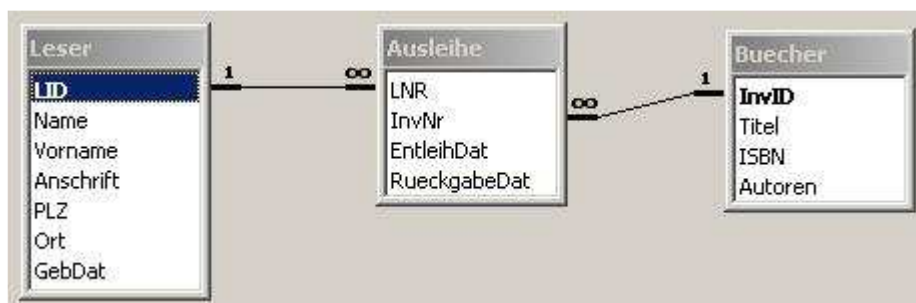 Leser
LID
Name
Vorname
Anschrift
PLZ
Ort
GebDat
1
∞
Ausleihe
LNR
InvNr
EntleihDat
RueckgabeDat
∞
1
Buecher
InvID
Titel
ISBN
Autoren